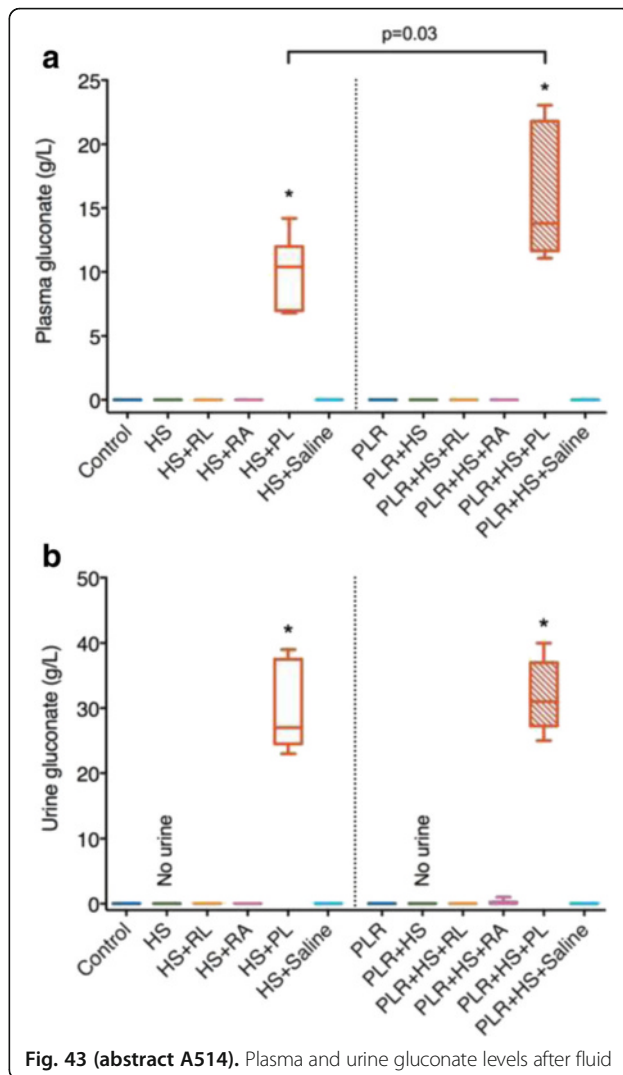 p=0.03
a
*
*
25
20
15
10
5
0
Plasma gluconate (g/L)
Control
HS
HS+RL
HS+RA
HS+PL
HS+Saline
PLR
PLR+HS
PLR+HS+RL
PLR+HS+RA
PLR+HS+PL
PLR+HS+Saline
b
*
*
50
40
30
20
10
0
Urine gluconate (g/L)
No urine
No urine
Control
HS
HS+RL
HS+RA
HS+PL
HS+Saline
PLR
PLR+HS
PLR+HS+RL
PLR+HS+RA
PLR+HS+PL
PLR+HS+Saline
Fig. 43 (abstract A514). Plasma and urine gluconate levels after fluid